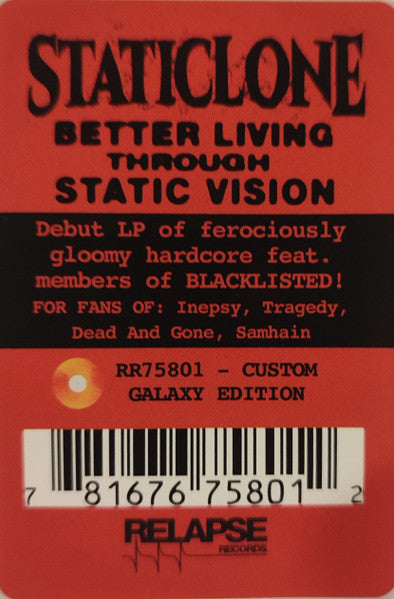 STATICLONE
BETTER LIVING
THROUGH
STATIC VISION
Debut LP of ferociously
gloomy hardcore feat.
members of BLACKLISTED!
FOR FANS OF: Inepsy, Tragedy,
Dead And Gone, Samhain
RR75801 - CUSTOM
GALAXY EDITION
7 81676 75801 2
RELAPSE
RECORDS